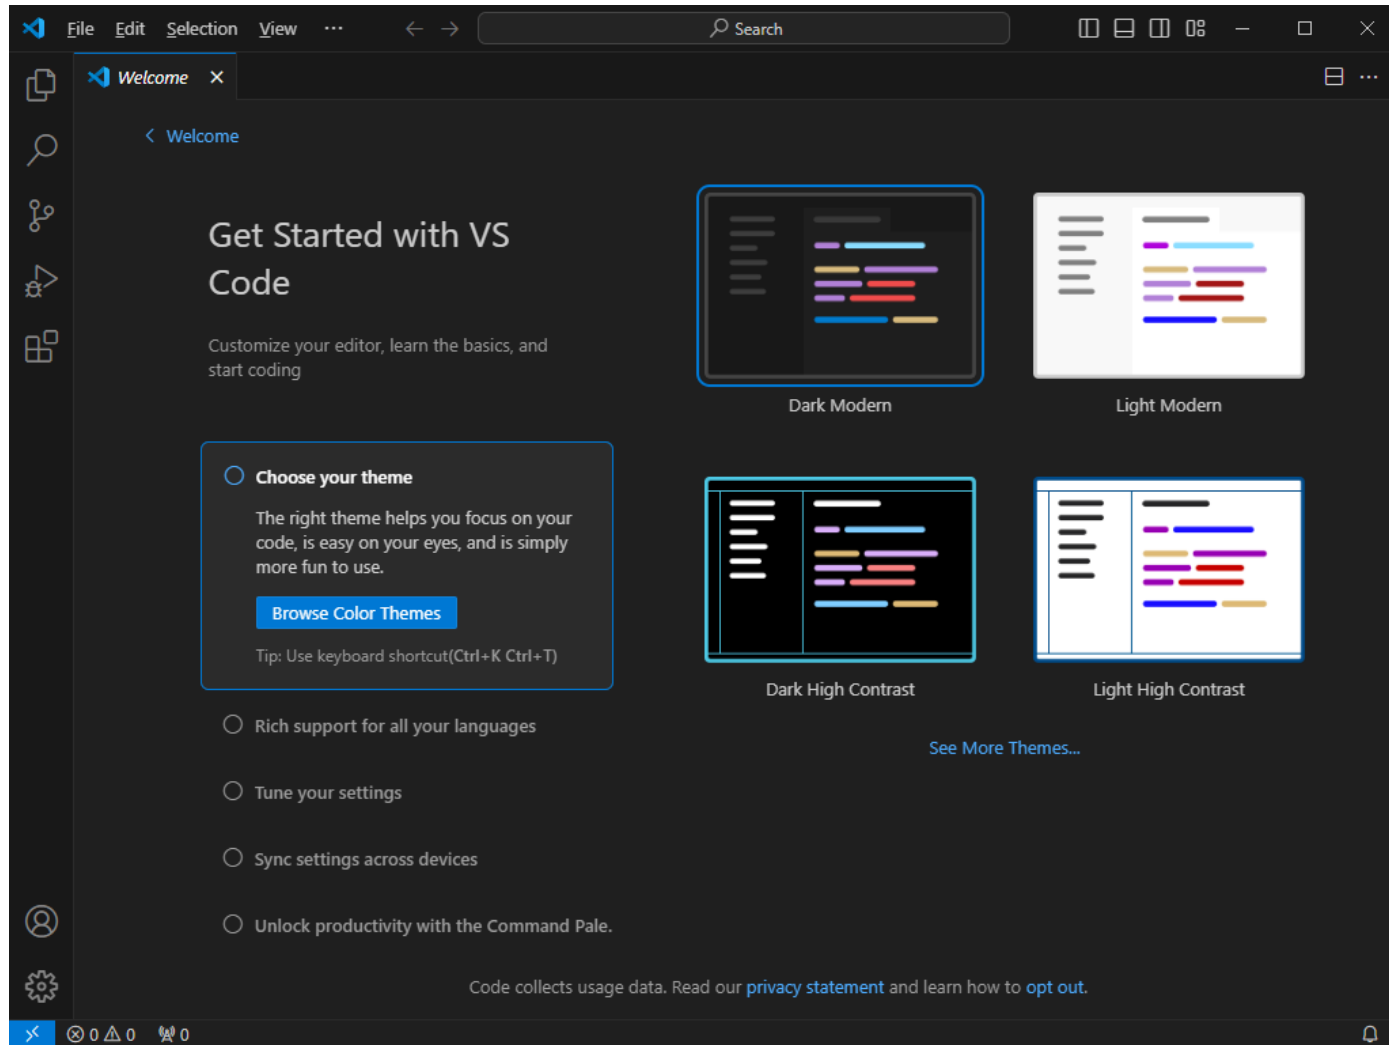 File Edit Selection View ··· Search
Welcome
Welcome
Get Started with VS
Code
Customize your editor, learn the basics, and
start coding
Choose your theme
The right theme helps you focus on your
code, is easy on your eyes, and is simply
more fun to use.
Browse Color Themes
Tip: Use keyboard shortcut(Ctrl+K Ctrl+T)
Rich support for all your languages
Tune your settings
Sync settings across devices
Unlock productivity with the Command Pale.
Dark Modern
Light Modern
Dark High Contrast
Light High Contrast
See More Themes...
Code collects usage data. Read our privacy statement and learn how to opt out.
0 0 0